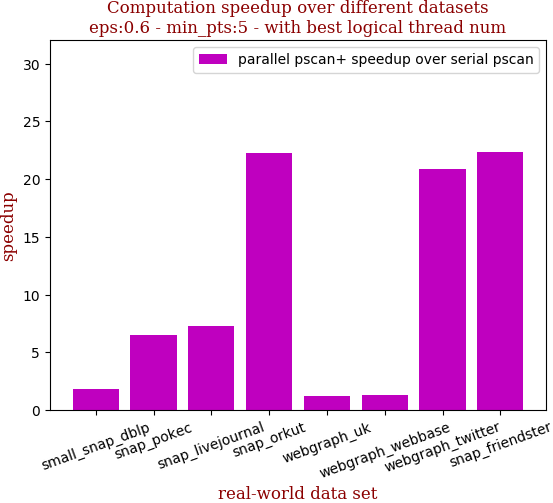 Computation speedup over different datasets
eps:0.6 - min_pts:5 - with best logical thread num
parallel pscan+ speedup over serial pscan
30
25
20
15
10
5
0
speedup
small_snap_dblp
snap_pokec
snap_livejournal
snap_orkut
webgraph_uk
webgraph_webbase
webgraph_twitter
snap_friendster
real-world data set